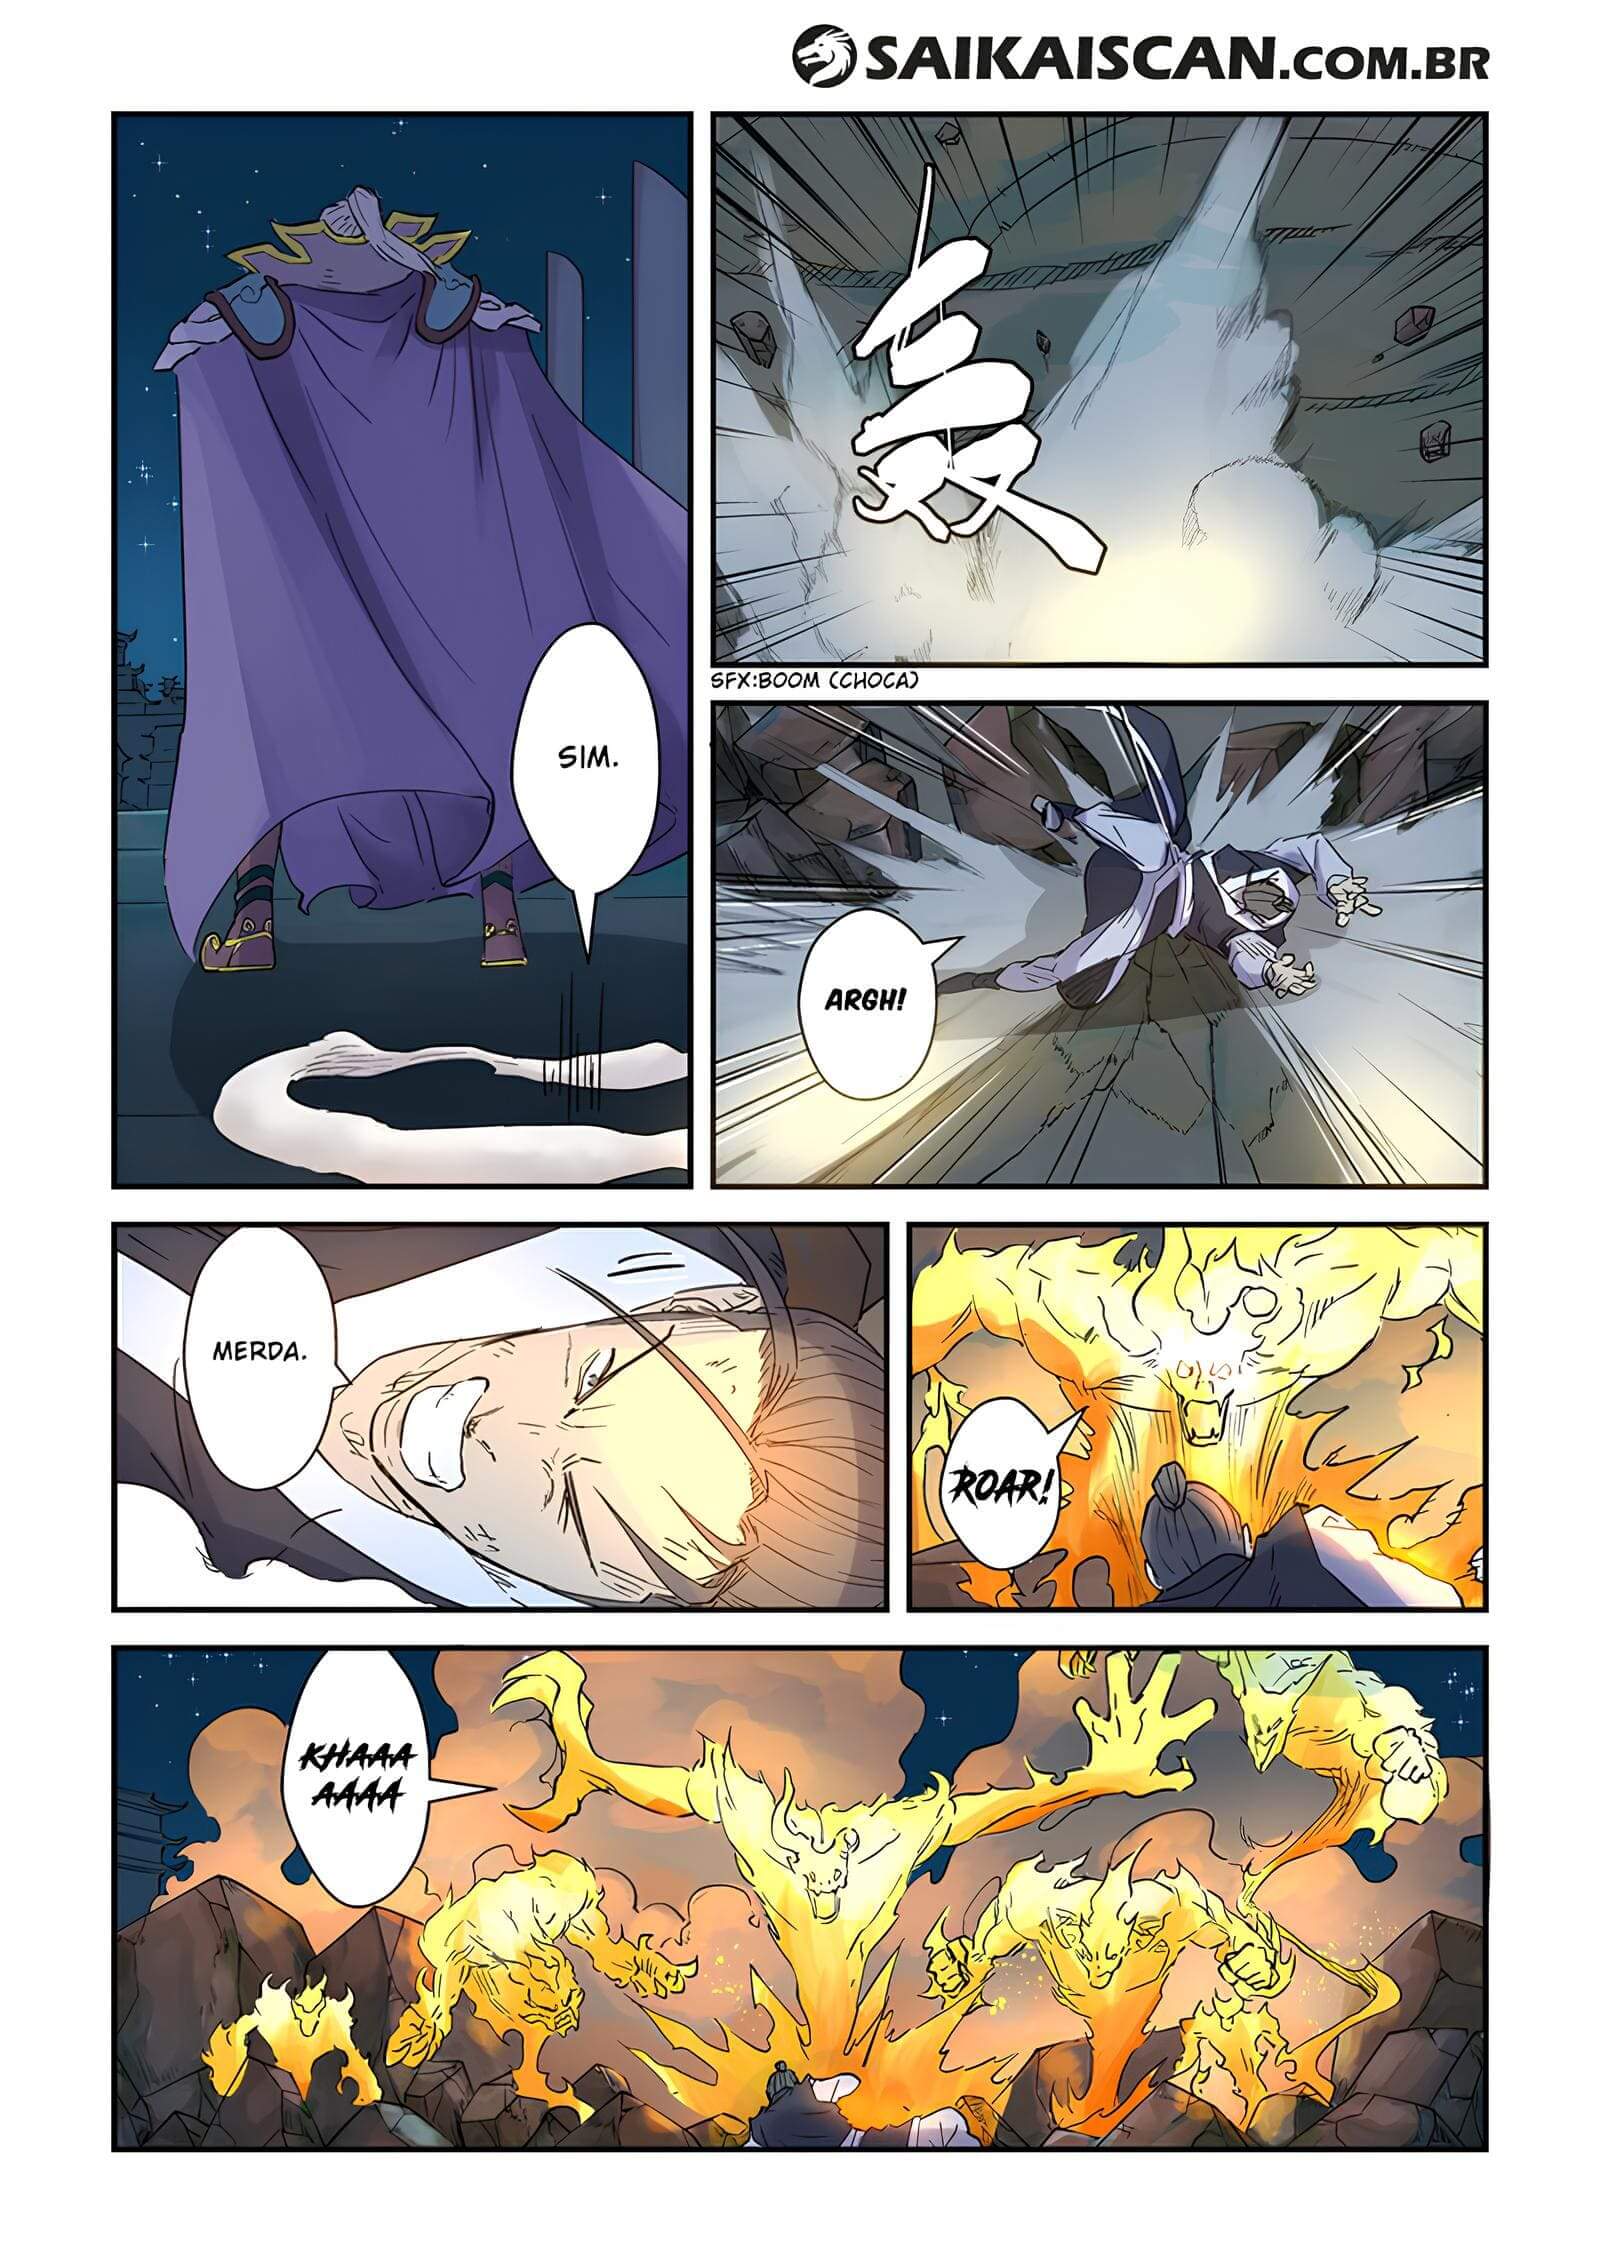 SAIKAISCAN.COM.BR
SIM.
SFX:BOOM (CHOCA)
ARGH!
MERDA.
ROAR!
KHAAA
AAAA